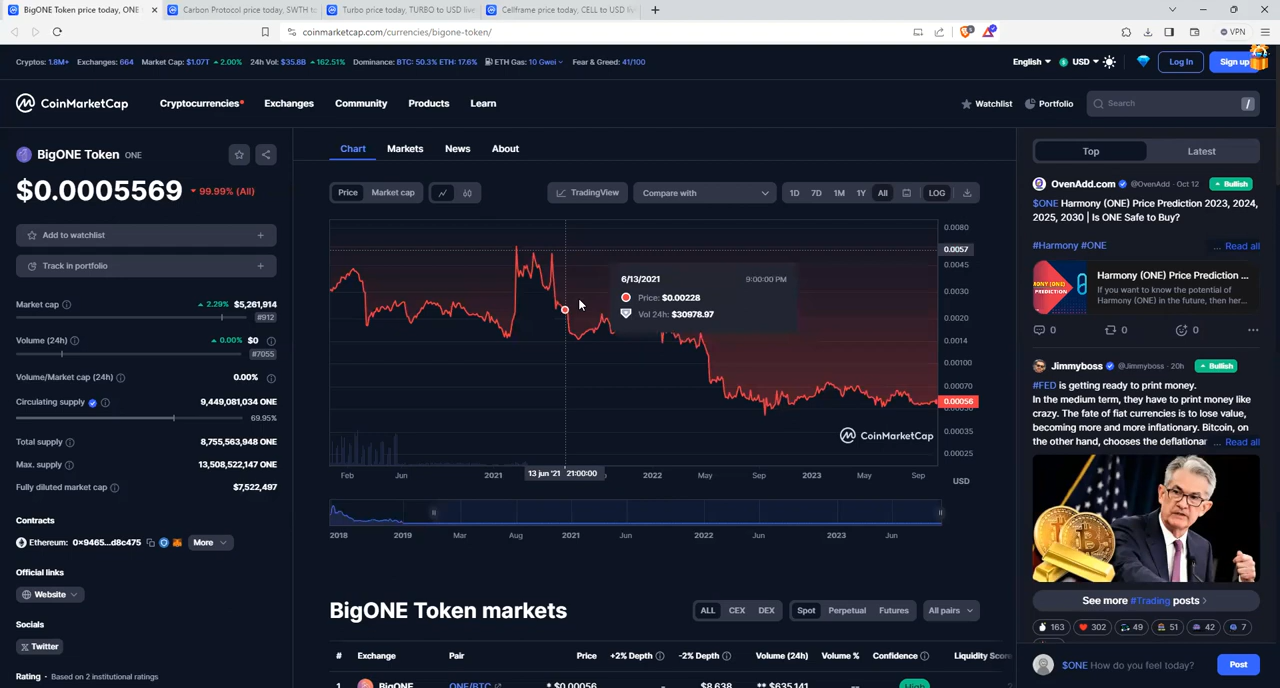 BigONE Token price today, ONE
Carbon Protocol price today, SWTH to
Turbo price today, TURBO to USD live
Cellframe price today, CELL to USD liv
coinmarketcap.com/currencies/bigone-token/
VPN
Cryptos: 1.8M+ Exchanges: 664 Market Cap: $1.07T 2.00% 24h Vol: $35.8B 162.51% Dominance: BTC: 50.3% ETH: 17.6% ETH Gas: 10 Gwei Fear & Greed: 41/100
English USD Log In Sign up
CoinMarketCap
Cryptocurrencies Exchanges Community Products Learn
Watchlist Portfolio Search /
BigONE Token ONE
$0.0005569 99.99% (All)
Add to watchlist +
Track in portfolio +
Market cap 2.29% $5,261,914
#912
Volume (24h) 0.00% $0
#7055
Volume/Market cap (24h) 0.00%
Circulating supply 9,449,081,034 ONE
69.95%
Total supply 8,755,563,948 ONE
Max. supply 13,508,522,147 ONE
Fully diluted market cap $7,522,497
Contracts
Ethereum: 0x9465...d8c475 More
Official links
Website
Socials
Twitter
Rating · Based on 2 institutional ratings
Chart Markets News About
Price Market cap TradingView Compare with 1D 7D 1M 1Y All LOG
0.0080
0.0057
0.0045
0.0030
0.0020
0.0014
0.00100
0.00070
0.00056
0.00035
0.00025
USD
6/13/2021 9:00:00 PM
Price: $0.00228
Vol 24h: $30978.97
CoinMarketCap
Feb Jun 2021 13 jun '21 21:00:00 2022 May Sep 2023 May Sep
2018 2019 Mar Aug 2021 Jun 2022 Jun 2023 Jun
BigONE Token markets
ALL CEX DEX Spot Perpetual Futures All pairs
# Exchange Pair Price +2% Depth -2% Depth Volume (24h) Volume % Confidence Liquidity Score
1 BigONE ONE/BTC * $0.00056 - $8,638 ** $635,141 -- High
Top Latest
OvenAdd.com @OvenAdd · Oct 12 Bullish
$ONE Harmony (ONE) Price Prediction 2023, 2024,
2025, 2030 | Is ONE Safe to Buy?
#Harmony #ONE ... Read all
Harmony (ONE) Price Prediction ...
If you want to know the potential
of Harmony (ONE) in the future, then her...
0 0 0
Jimmyboss @Jimmyboss · 20h Bullish
#FED is getting ready to print money.
In the medium term, they have to print money like
crazy. The fate of fiat currencies is to lose value,
becoming more and more inflationary. Bitcoin, on
the other hand, chooses the deflationar ... Read all
See more #Trading posts
163 302 49 51 42 7
$ONE How do you feel today? Post